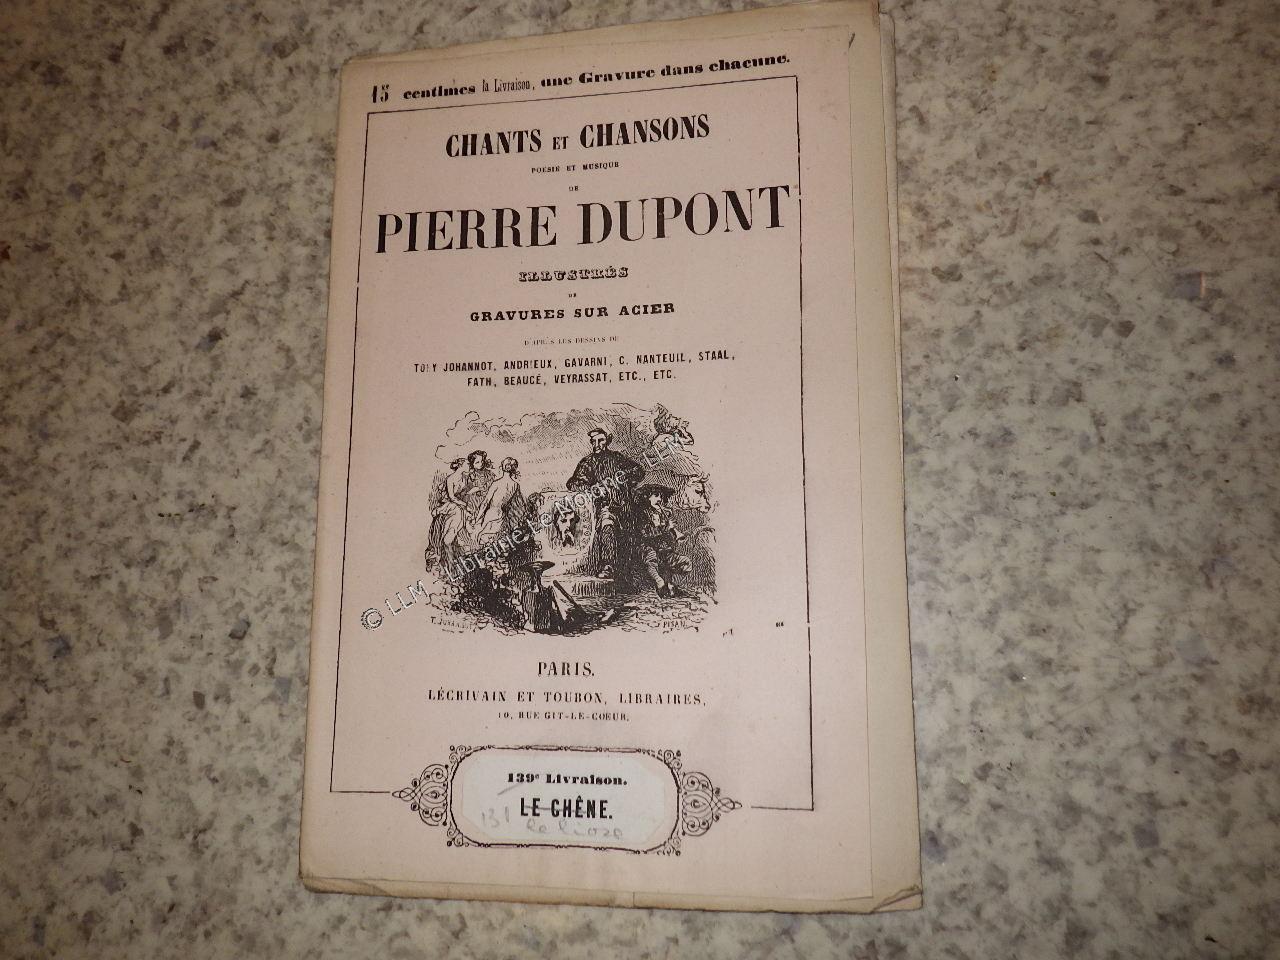 15 centimes la Livraison, une Gravure dans chacune.
CHANTS ET CHANSONS
POÉSIE ET MUSIQUE
DE
PIERRE DUPONT
ILLUSTRÉS
DE
GRAVURES SUR ACIER
D'APRÈS LES DESSINS DE
TONY JOHANNOT, ANDRIEUX, GAVARNI, C. NANTEUIL, STAAL,
FATH, BEAUCÉ, VEYRASSAT, ETC., ETC.
© LLM - Librairie Le Moigne - LLM
PISAN
PARIS.
LÉCRIVAIN ET TOUBON, LIBRAIRES,
10, RUE GIT-LE-CŒUR.
139e Livraison.
LE CHÊNE.
131